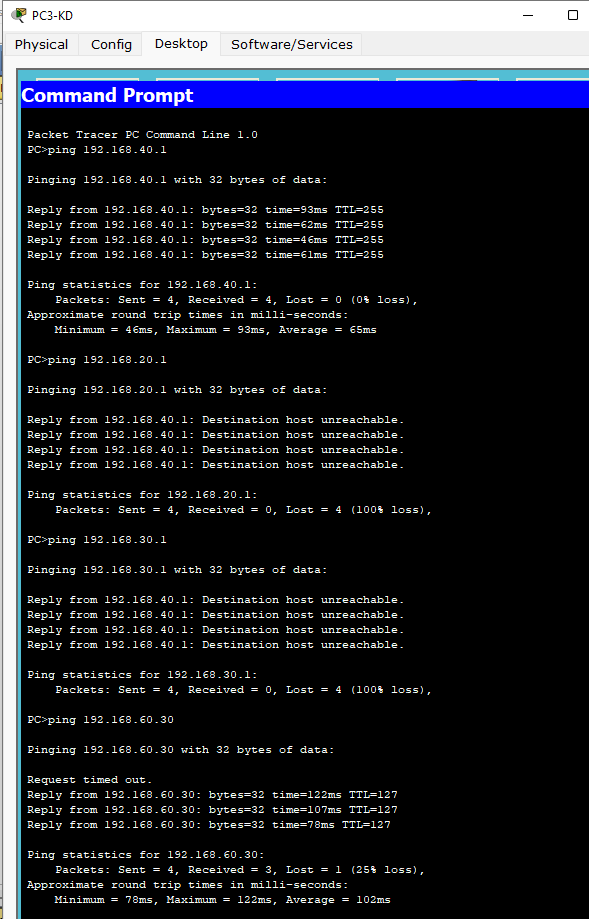 PC3-KD
Physical Config Desktop Software/Services
Command Prompt
Packet Tracer PC Command Line 1.0
PC>ping 192.168.40.1
Pinging 192.168.40.1 with 32 bytes of data:
Reply from 192.168.40.1: bytes=32 time=93ms TTL=255
Reply from 192.168.40.1: bytes=32 time=62ms TTL=255
Reply from 192.168.40.1: bytes=32 time=46ms TTL=255
Reply from 192.168.40.1: bytes=32 time=61ms TTL=255
Ping statistics for 192.168.40.1:
Packets: Sent = 4, Received = 4, Lost = 0 (0% loss),
Approximate round trip times in milli-seconds:
Minimum = 46ms, Maximum = 93ms, Average = 65ms
PC>ping 192.168.20.1
Pinging 192.168.20.1 with 32 bytes of data:
Reply from 192.168.40.1: Destination host unreachable.
Reply from 192.168.40.1: Destination host unreachable.
Reply from 192.168.40.1: Destination host unreachable.
Reply from 192.168.40.1: Destination host unreachable.
Ping statistics for 192.168.20.1:
Packets: Sent = 4, Received = 0, Lost = 4 (100% loss),
PC>ping 192.168.30.1
Pinging 192.168.30.1 with 32 bytes of data:
Reply from 192.168.40.1: Destination host unreachable.
Reply from 192.168.40.1: Destination host unreachable.
Reply from 192.168.40.1: Destination host unreachable.
Reply from 192.168.40.1: Destination host unreachable.
Ping statistics for 192.168.30.1:
Packets: Sent = 4, Received = 0, Lost = 4 (100% loss),
PC>ping 192.168.60.30
Pinging 192.168.60.30 with 32 bytes of data:
Request timed out.
Reply from 192.168.60.30: bytes=32 time=122ms TTL=127
Reply from 192.168.60.30: bytes=32 time=107ms TTL=127
Reply from 192.168.60.30: bytes=32 time=78ms TTL=127
Ping statistics for 192.168.60.30:
Packets: Sent = 4, Received = 3, Lost = 1 (25% loss),
Approximate round trip times in milli-seconds:
Minimum = 78ms, Maximum = 122ms, Average = 102ms